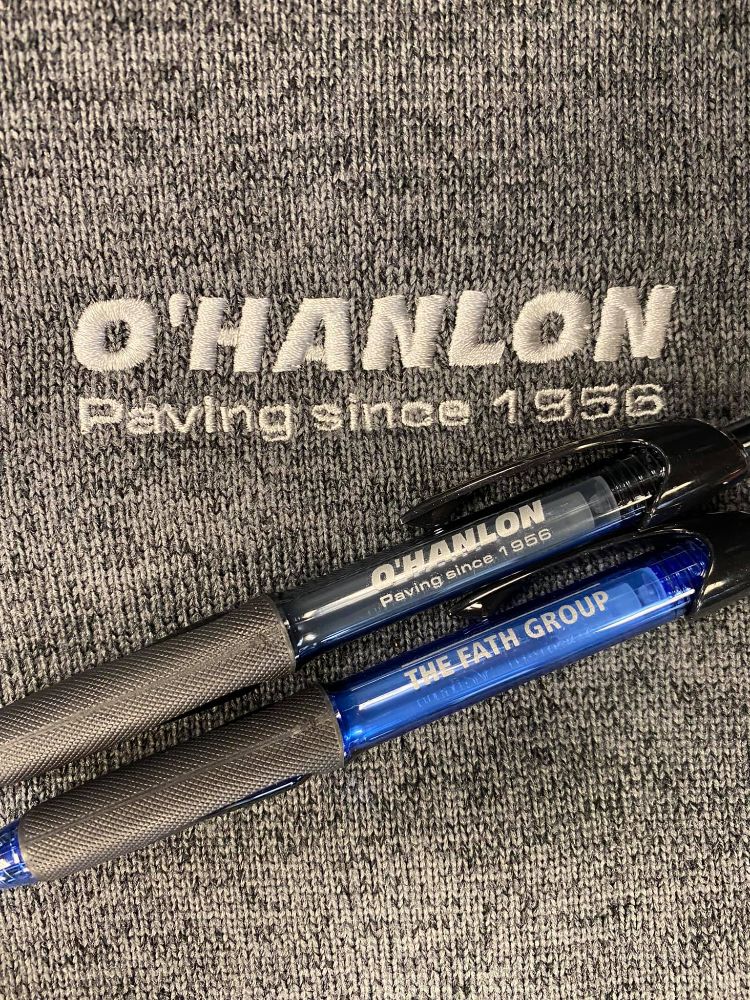 O'HANLON
Paving since 1956
O'HANLON
Paving since 1956
THE FATH GROUP